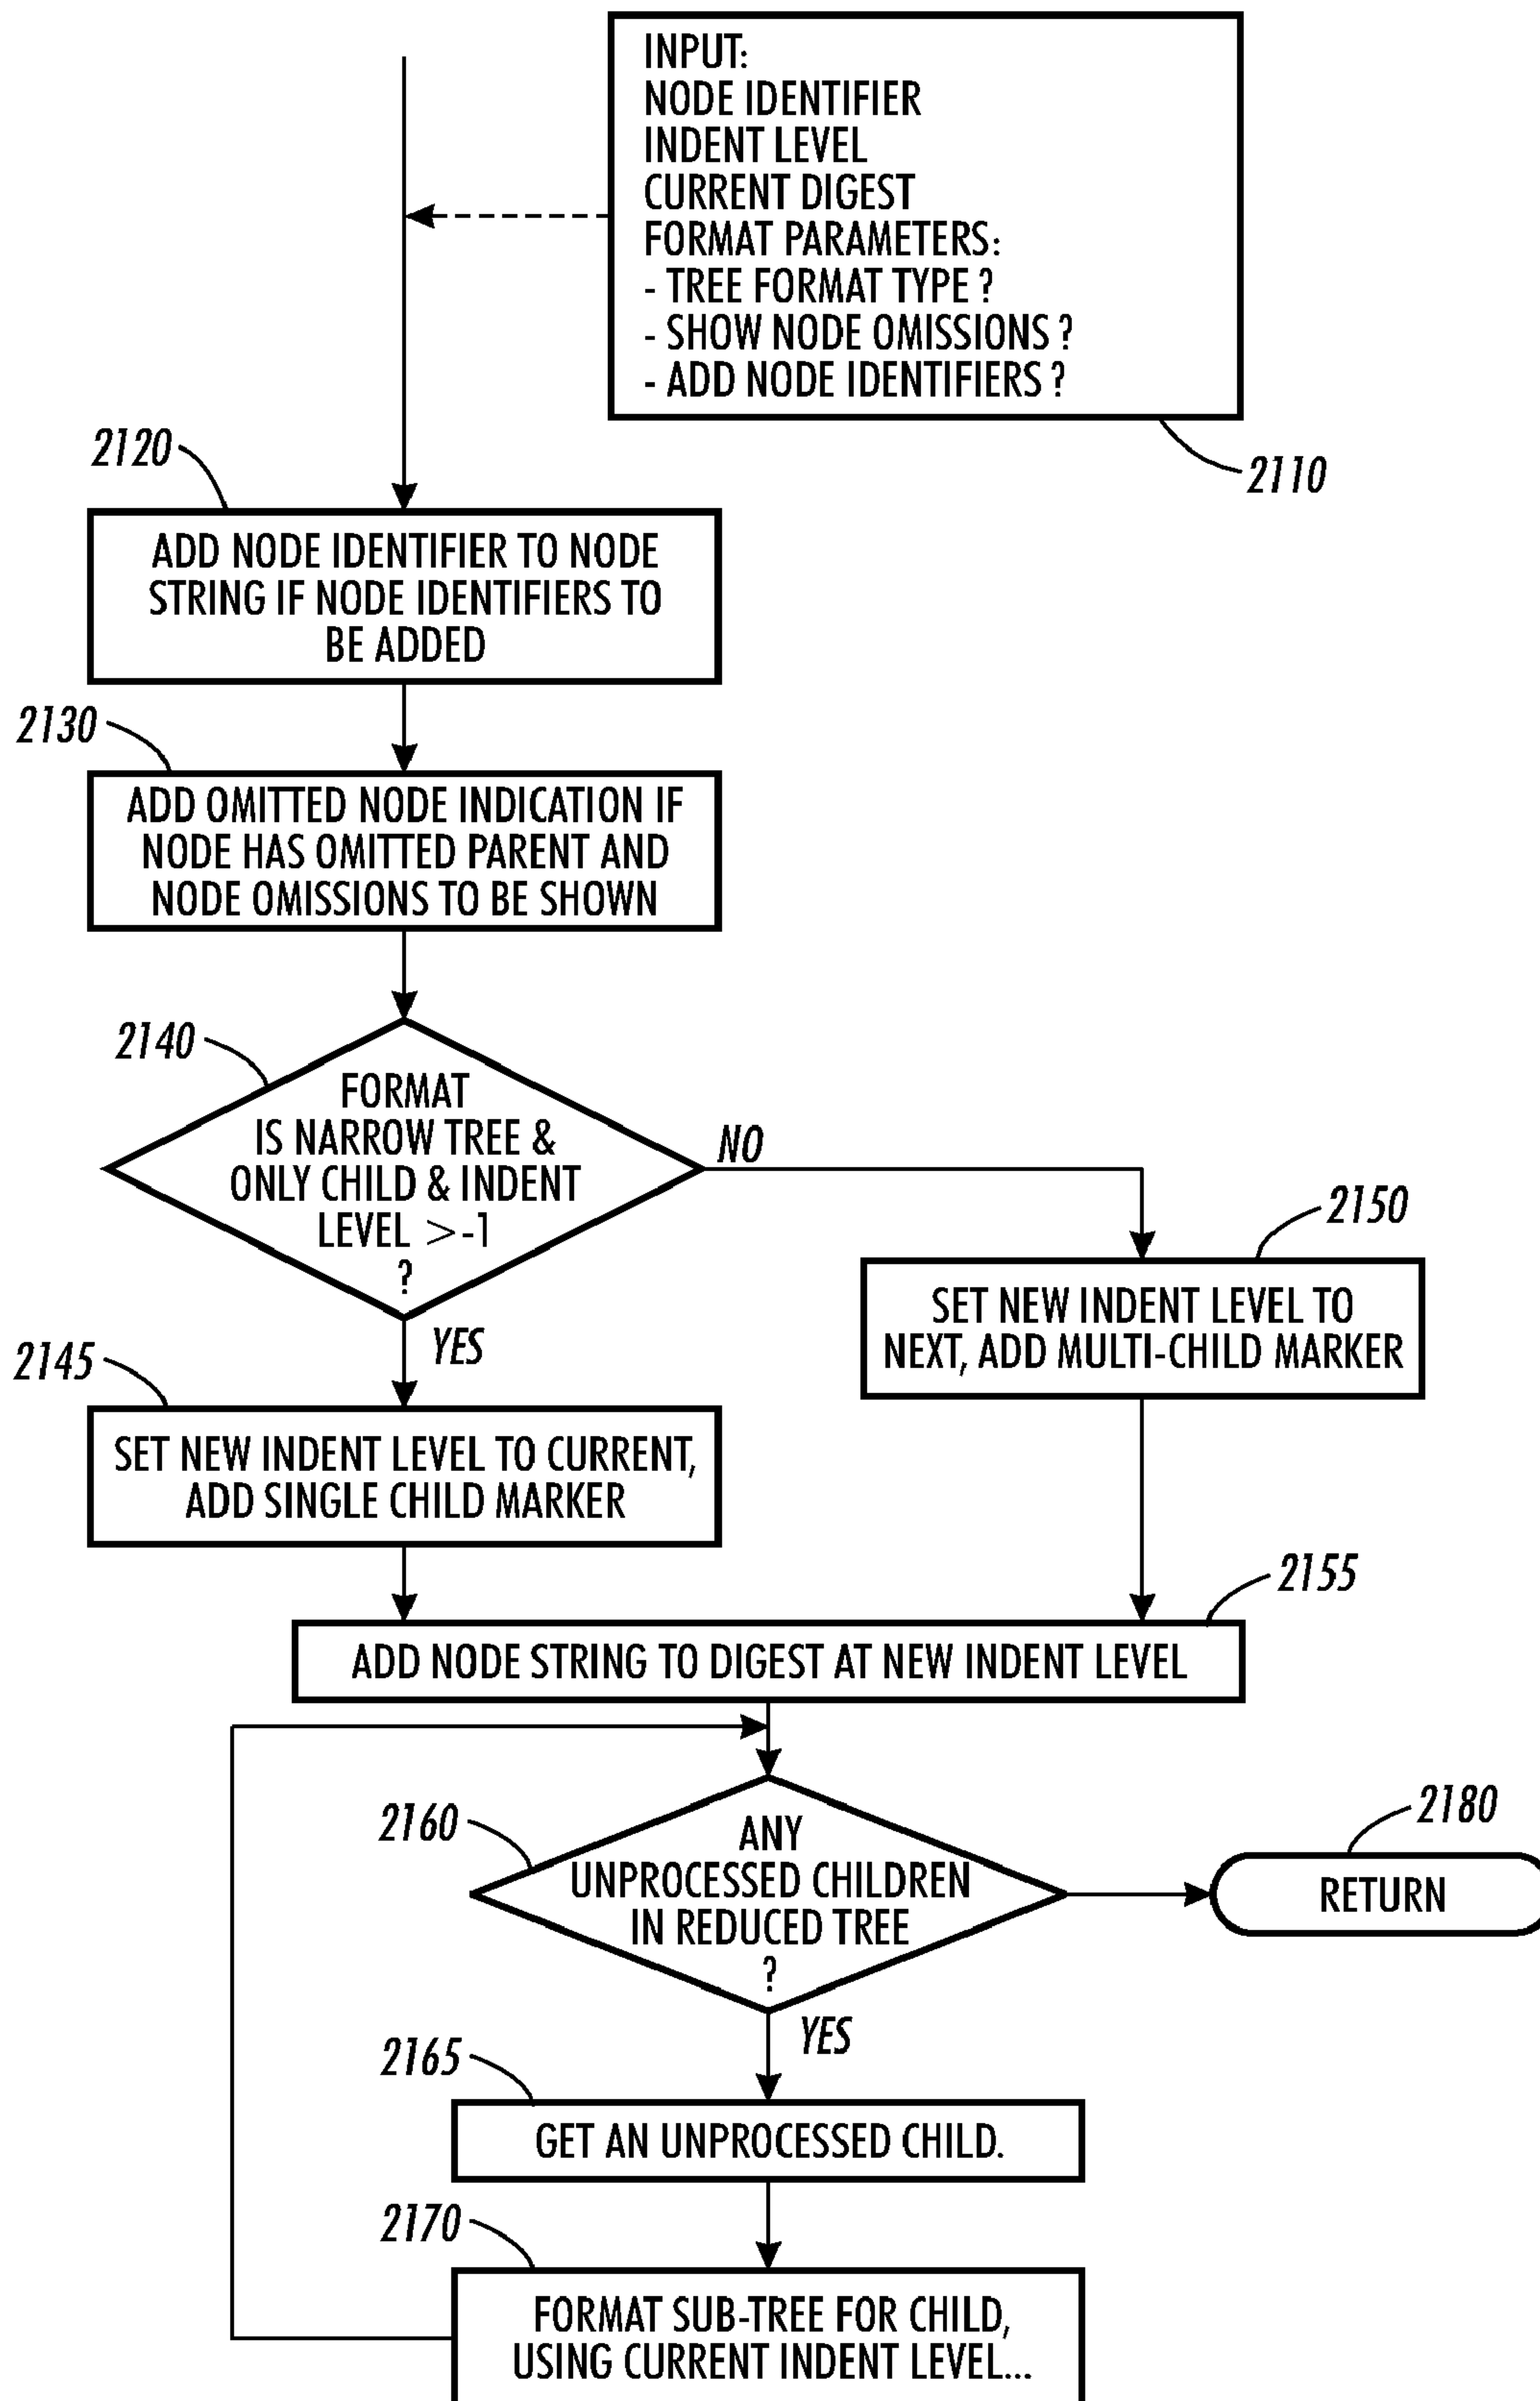 INPUT:
NODE IDENTIFIER
INDENT LEVEL
CURRENT DIGEST
FORMAT PARAMETERS:
- TREE FORMAT TYPE ?
- SHOW NODE OMISSIONS ?
- ADD NODE IDENTIFIERS ?
2110
2120
ADD NODE IDENTIFIER TO NODE
STRING IF NODE IDENTIFIERS TO
BE ADDED
2130
ADD OMITTED NODE INDICATION IF
NODE HAS OMITTED PARENT AND
NODE OMISSIONS TO BE SHOWN
2140
FORMAT
IS NARROW TREE &
ONLY CHILD & INDENT
LEVEL >-1
?
NO
YES
2150
SET NEW INDENT LEVEL TO
NEXT, ADD MULTI-CHILD MARKER
2145
SET NEW INDENT LEVEL TO CURRENT,
ADD SINGLE CHILD MARKER
2155
ADD NODE STRING TO DIGEST AT NEW INDENT LEVEL
2160
ANY
UNPROCESSED CHILDREN
IN REDUCED TREE
?
2180
RETURN
YES
2165
GET AN UNPROCESSED CHILD.
2170
FORMAT SUB-TREE FOR CHILD,
USING CURRENT INDENT LEVEL...